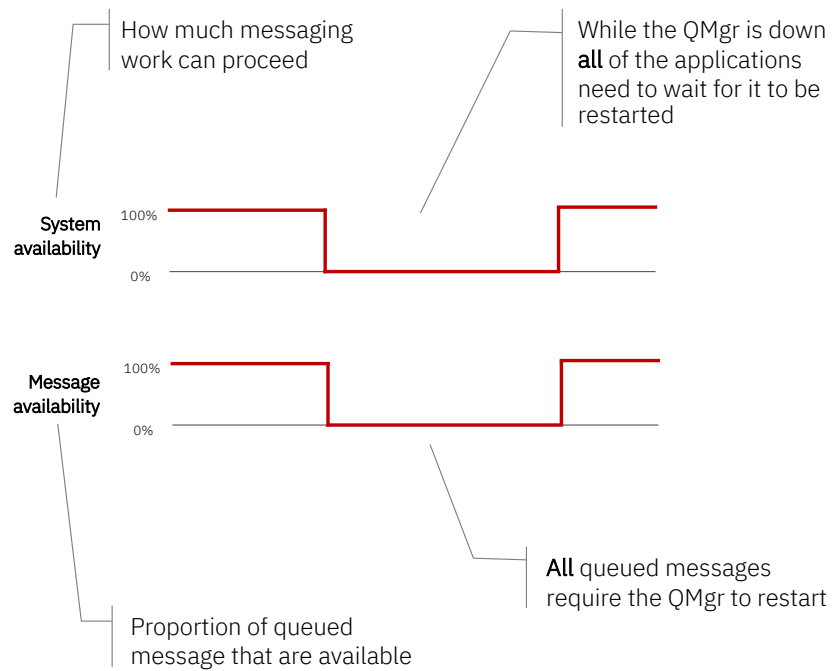 How much messaging
work can proceed
While the QMgr is down
all of the applications
need to wait for it to be
restarted
System
availability
100%
0%
Message
availability
100%
0%
All queued messages
require the QMgr to restart
Proportion of queued
message that are available